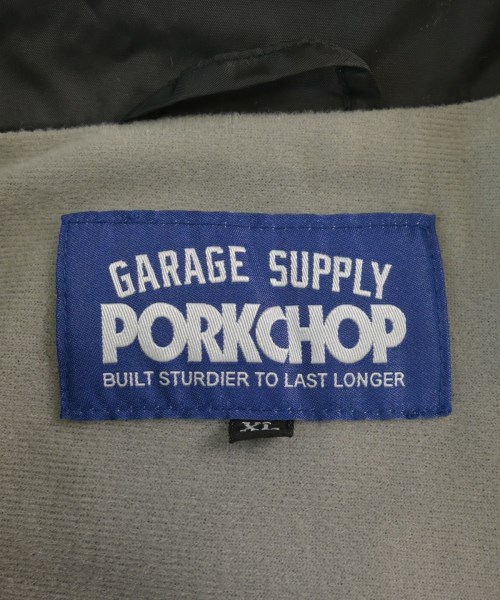 GARAGE SUPPLY
PORKCHOP
BUILT STURDIER TO LAST LONGER
XL